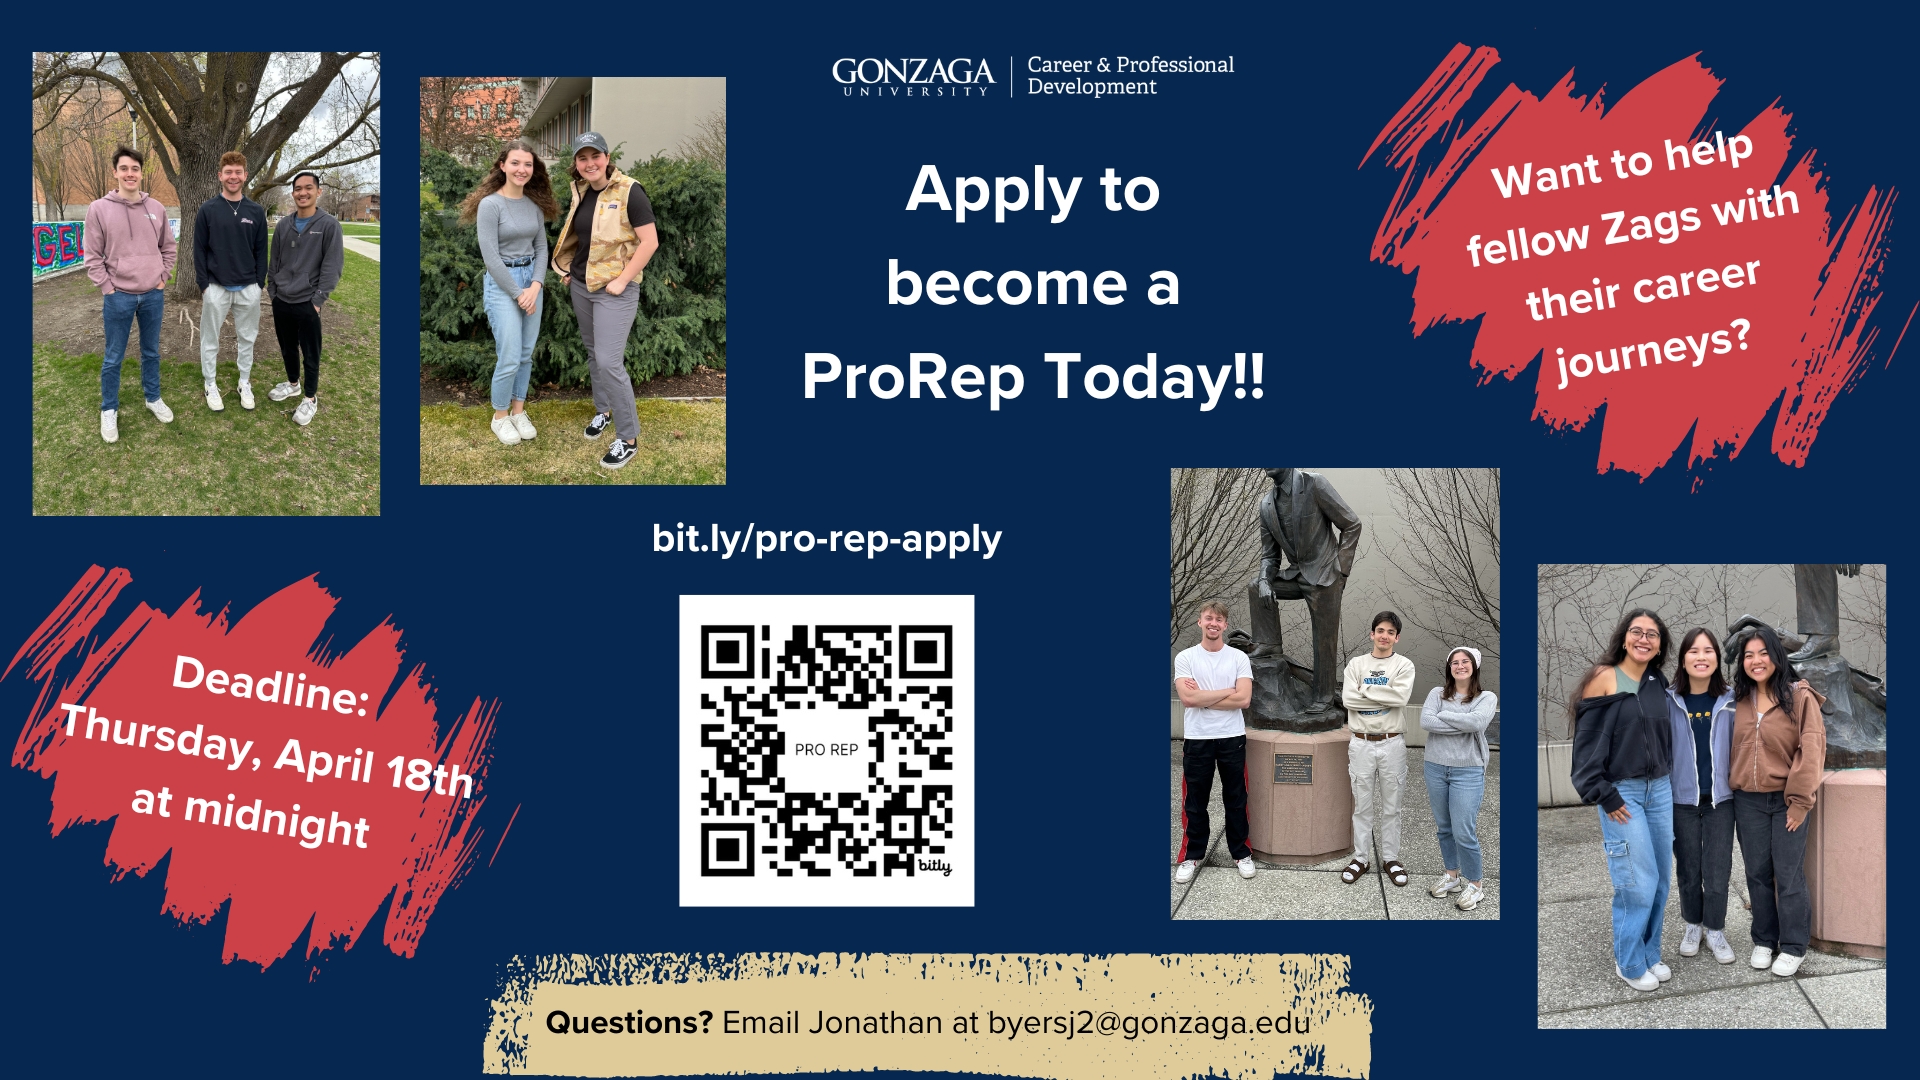 GONZAGA
UNIVERSITY
Career & Professional
Development
Apply to
become a
ProRep Today!!
Want to help
fellow Zags with
their career
journeys?
GEL
bit.ly/pro-rep-apply
PRO REP
bitly
Deadline:
Thursday, April 18th
at midnight
Questions? Email Jonathan at byersj2@gonzaga.edu